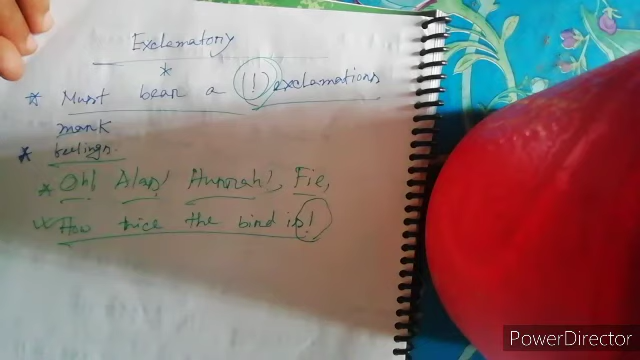 Exclamatory
*
* Must bear a (!) exclamations
mark
* feelings.
* Oh! Alas! Hurrah!, Fie,
* How nice the bird is!
PowerDirector